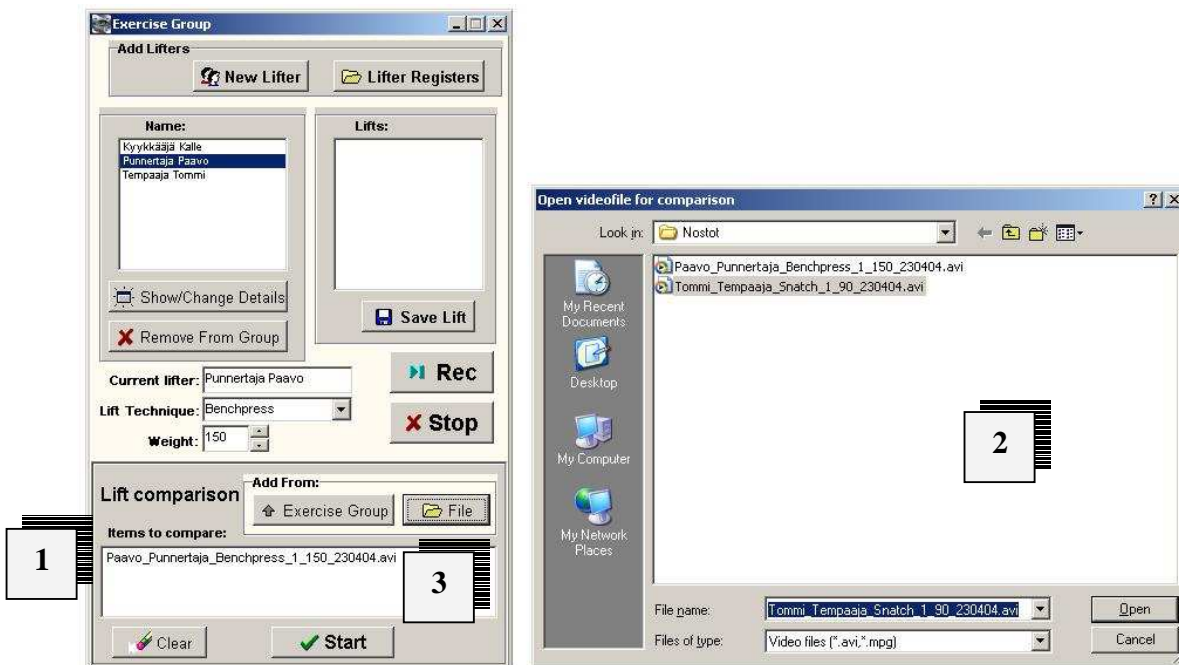 Exercise Group
Add Lifters
New Lifter
Lifter Registers
Name:
Kyykkääjä Kalle
Punnertaja Paavo
Tempaaja Tommi
Show/Change Details
Remove From Group
Lifts:
Save Lift
Current lifter: Punnertaja Paavo
Lift Technique: Benchpress
Weight: 150
Rec
Stop
Lift comparison
Add From:
Exercise Group
File
Items to compare:
Paavo_Punnertaja_Benchpress_1_150_230404.avi
Clear
Start
1
3
Open videofile for comparison
Look in: Nostot
My Recent
Documents
Desktop
My Computer
My Network
Places
Paavo_Punnertaja_Benchpress_1_150_230404.avi
Tommi_Tempaaja_Snatch_1_90_230404.avi
2
File name: Tommi_Tempaaja_Snatch_1_90_230404.avi
Open
Files of type: Video files (*.avi,*.mpg)
Cancel